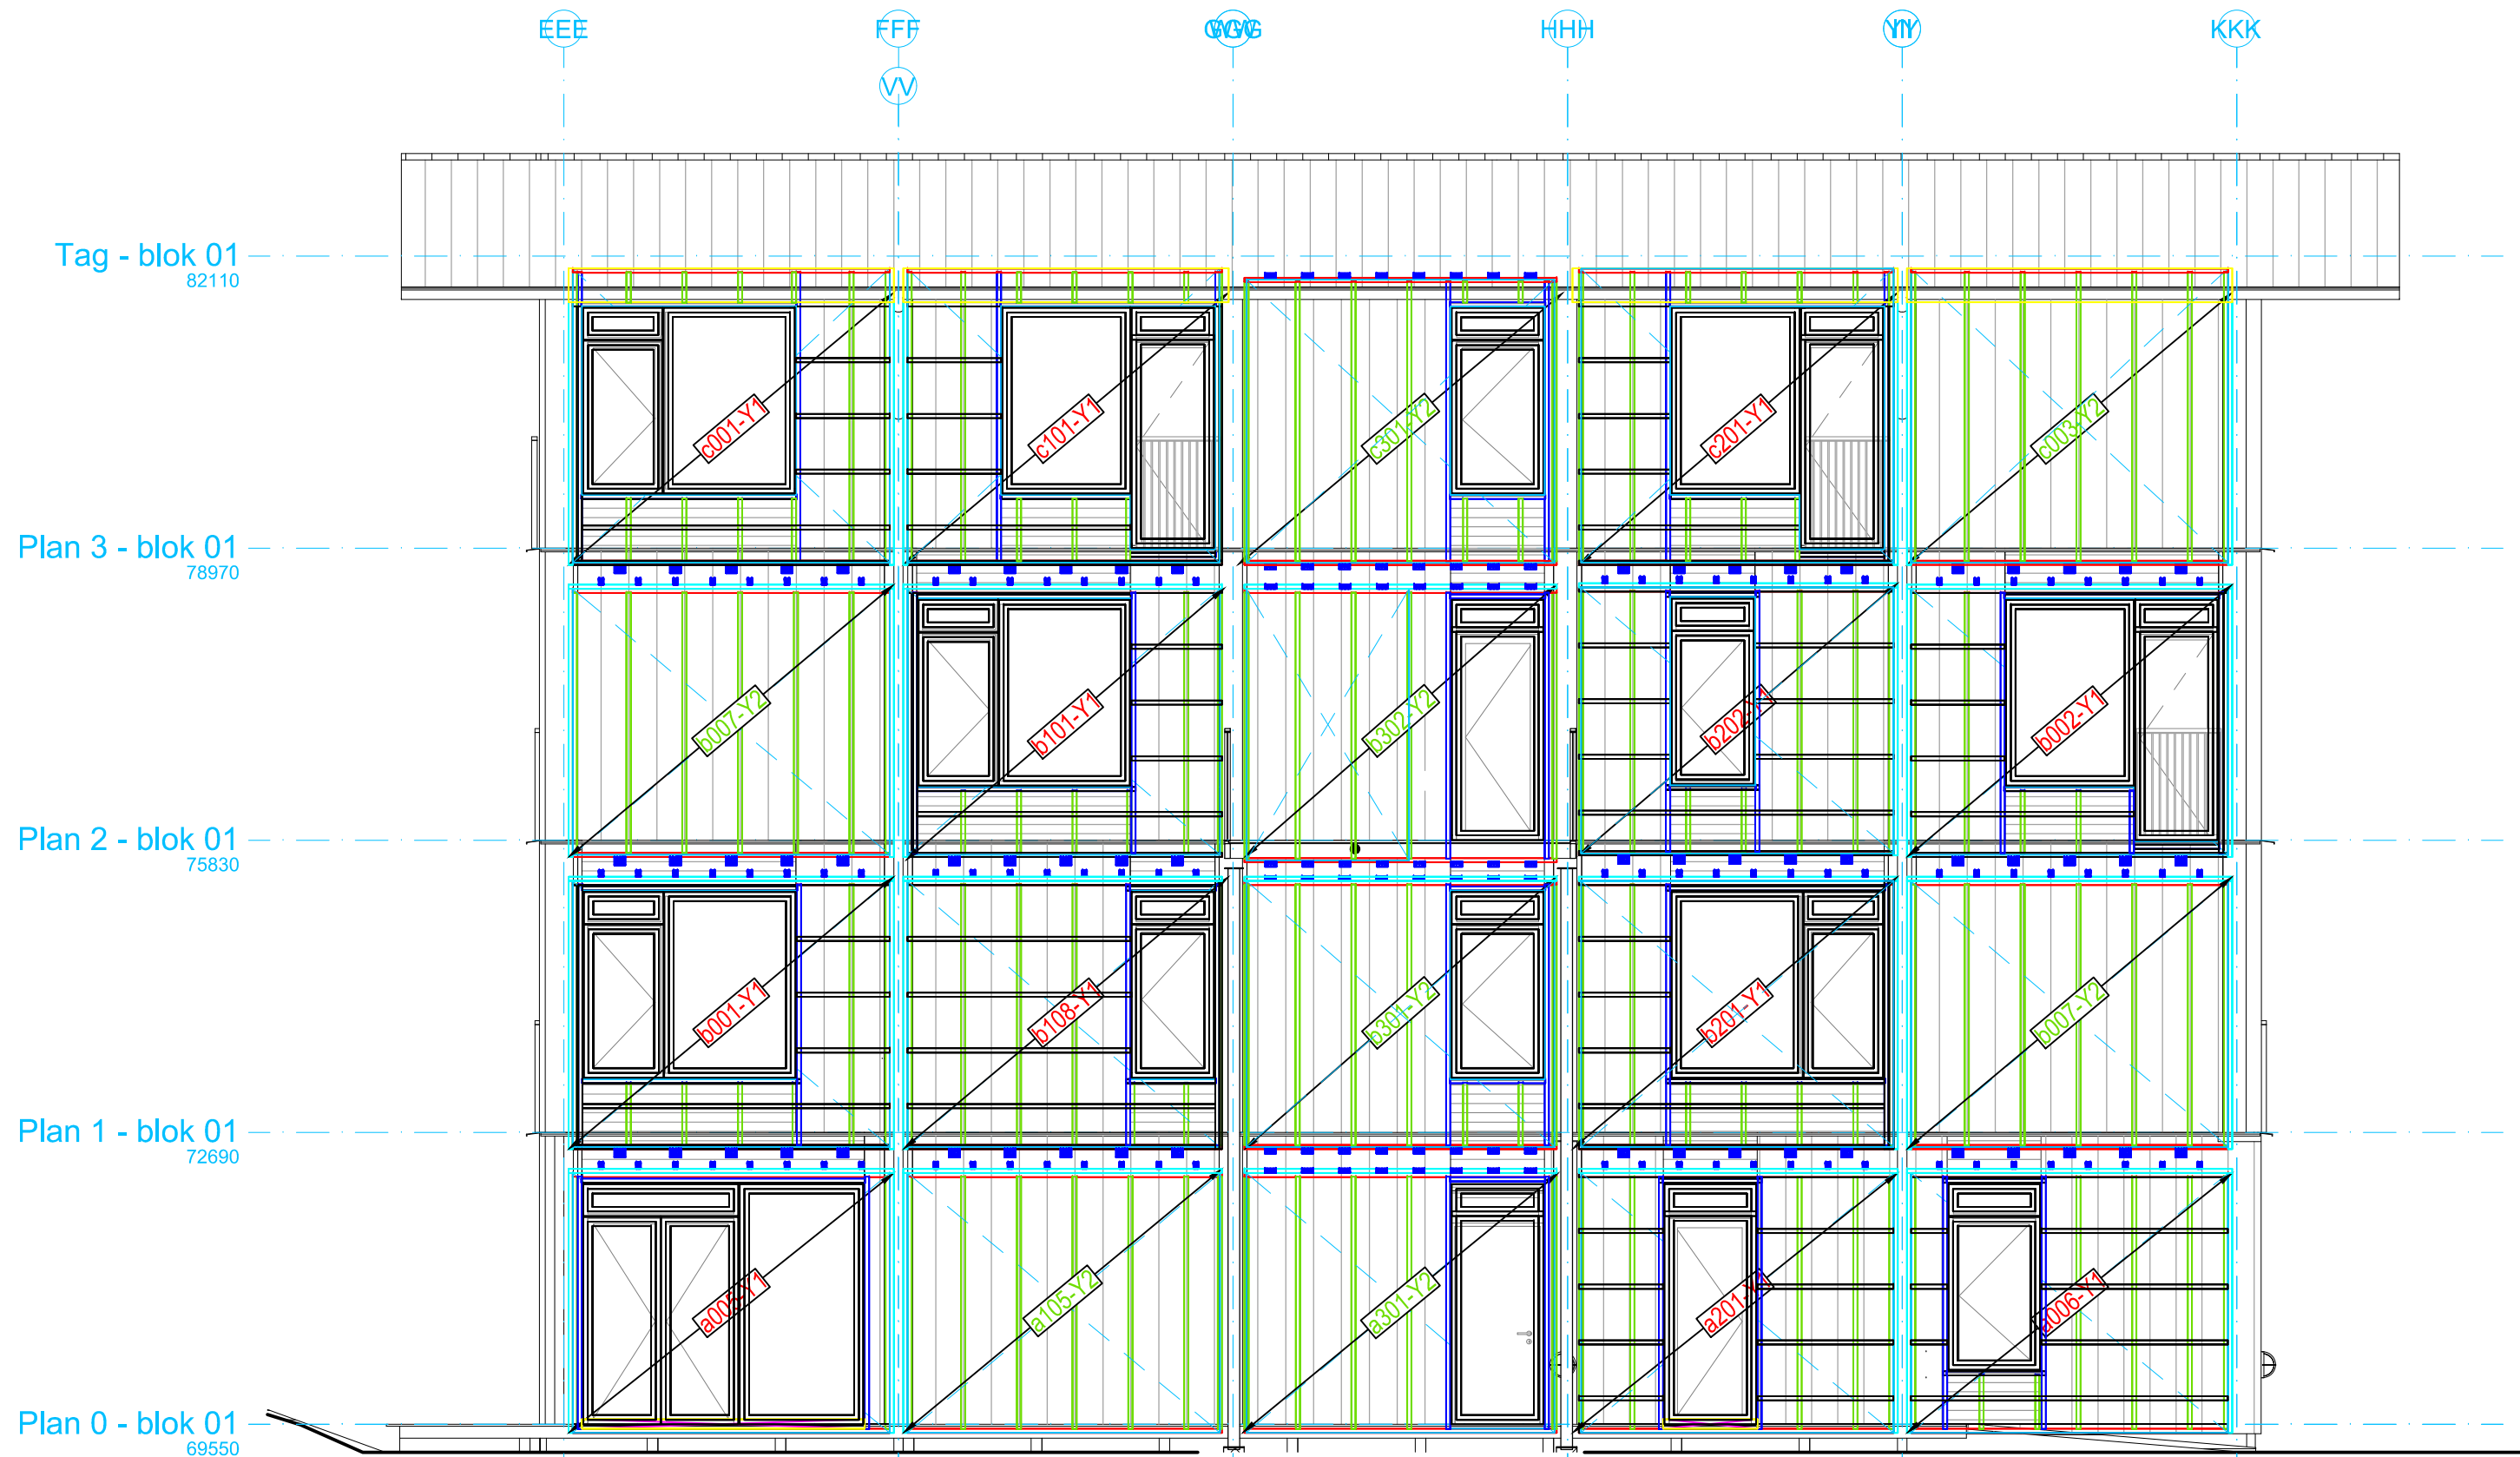 EEE
FFF
HHH
KKK
VV
Tag - blok 01
82110
c001-Y1
c101-Y1
c301-Y2
c201-Y1
c003-Y2
Plan 3 - blok 01
78970
b007-Y2
b101-Y1
b302-Y2
b202-Y1
b002-Y1
Plan 2 - blok 01
75830
b001-Y1
b108-Y1
b301-Y2
b201-Y1
b007-Y2
Plan 1 - blok 01
72690
a005-Y1
a105-Y2
a301-Y2
a201-Y1
a006-Y1
Plan 0 - blok 01
69550